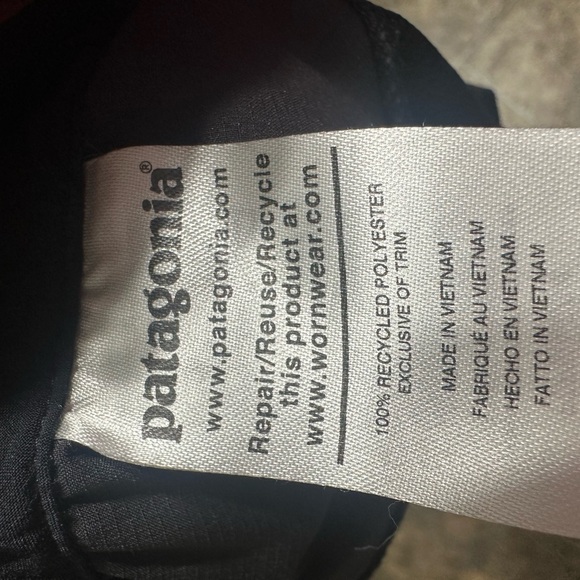 patagonia®
www.patagonia.com
Repair/Reuse/Recycle
this product at
www.wornwear.com
100% RECYCLED POLYESTER
EXCLUSIVE OF TRIM
MADE IN VIETNAM
FABRIQUÉ AU VIETNAM
HECHO EN VIETNAM
FATTO IN VIETNAM